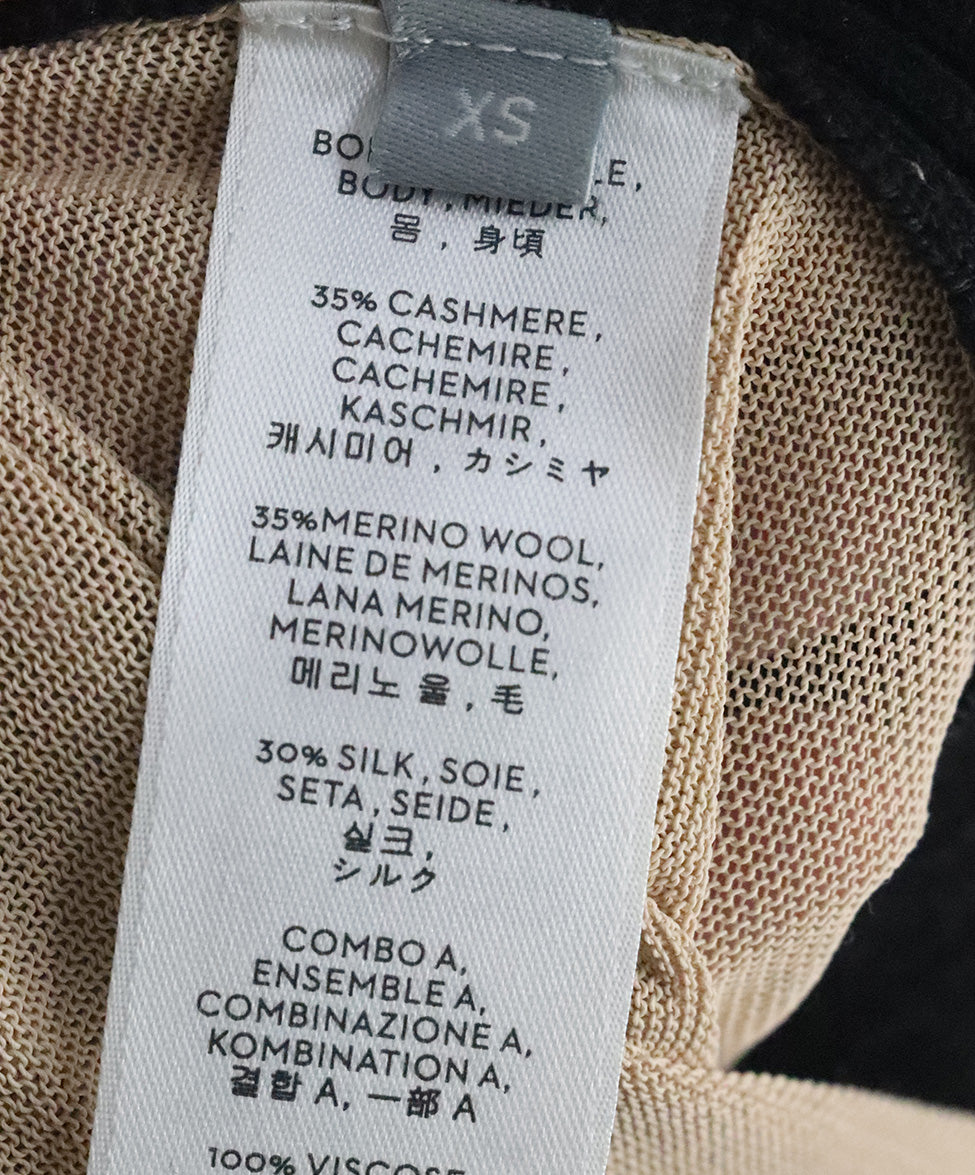 XS
BODY, MIEDER,
몸, 身頃
35% CASHMERE,
CACHEMIRE,
CACHEMIRE,
KASCHMIR,
캐시미어, カシミヤ
35% MERINO WOOL,
LAINE DE MERINOS,
LANA MERINO,
MERINOWOLLE,
메리노 울, 毛
30% SILK, SOIE,
SETA, SEIDE,
실크,
シルク
COMBO A,
ENSEMBLE A,
COMBINAZIONE A,
KOMBINATION A,
결합 A, 一部 A
100% VISCOSE